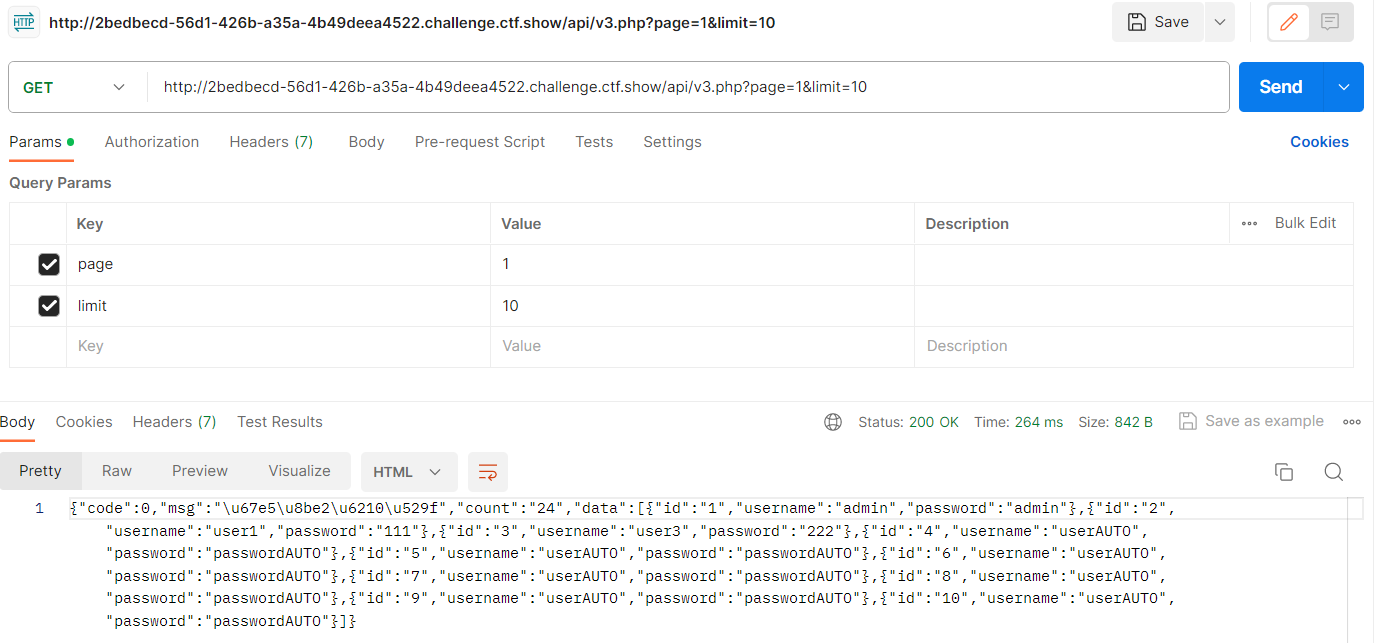 HTTP http://2bedbecd-56d1-426b-a35a-4b49deea4522.challenge.ctf.show/api/v3.php?page=1&limit=10 Save
GET http://2bedbecd-56d1-426b-a35a-4b49deea4522.challenge.ctf.show/api/v3.php?page=1&limit=10 Send
Params Authorization Headers (7) Body Pre-request Script Tests Settings Cookies
Query Params
Key Value Description Bulk Edit
page 1
limit 10
Key Value Description
Body Cookies Headers (7) Test Results Status: 200 OK Time: 264 ms Size: 842 B Save as example
Pretty Raw Preview Visualize HTML
1 {"code":0,"msg":"\u67e5\u8be2\u6210\u529f","count":"24","data":[{"id":"1","username":"admin","password":"admin"},{"id":"2",
"username":"user1","password":"111"},{"id":"3","username":"user3","password":"222"},{"id":"4","username":"userAUTO",
"password":"passwordAUTO"},{"id":"5","username":"userAUTO","password":"passwordAUTO"},{"id":"6","username":"userAUTO",
"password":"passwordAUTO"},{"id":"7","username":"userAUTO","password":"passwordAUTO"},{"id":"8","username":"userAUTO",
"password":"passwordAUTO"},{"id":"9","username":"userAUTO","password":"passwordAUTO"},{"id":"10","username":"userAUTO",
"password":"passwordAUTO"}]}